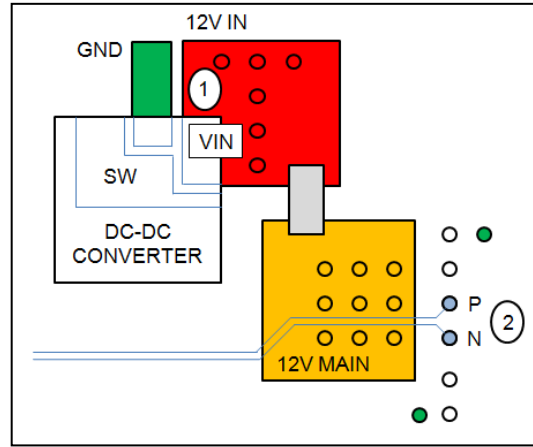 12V IN
GND
1
VIN
SW
DC-DC
CONVERTER
P
2
N
12V MAIN